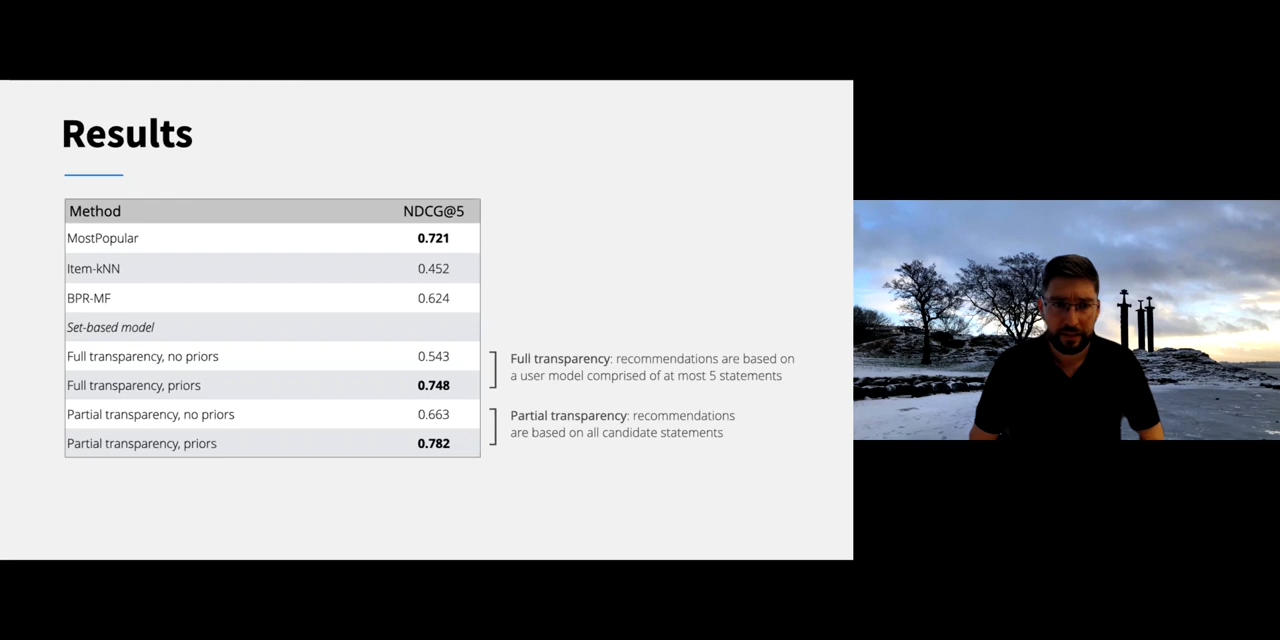 Results
Method NDCG@5
MostPopular 0.721
Item-kNN 0.452
BPR-MF 0.624
Set-based model
Full transparency, no priors 0.543
Full transparency, priors 0.748
Partial transparency, no priors 0.663
Partial transparency, priors 0.782
Full transparency: recommendations are based on
a user model comprised of at most 5 statements
Partial transparency: recommendations
are based on all candidate statements